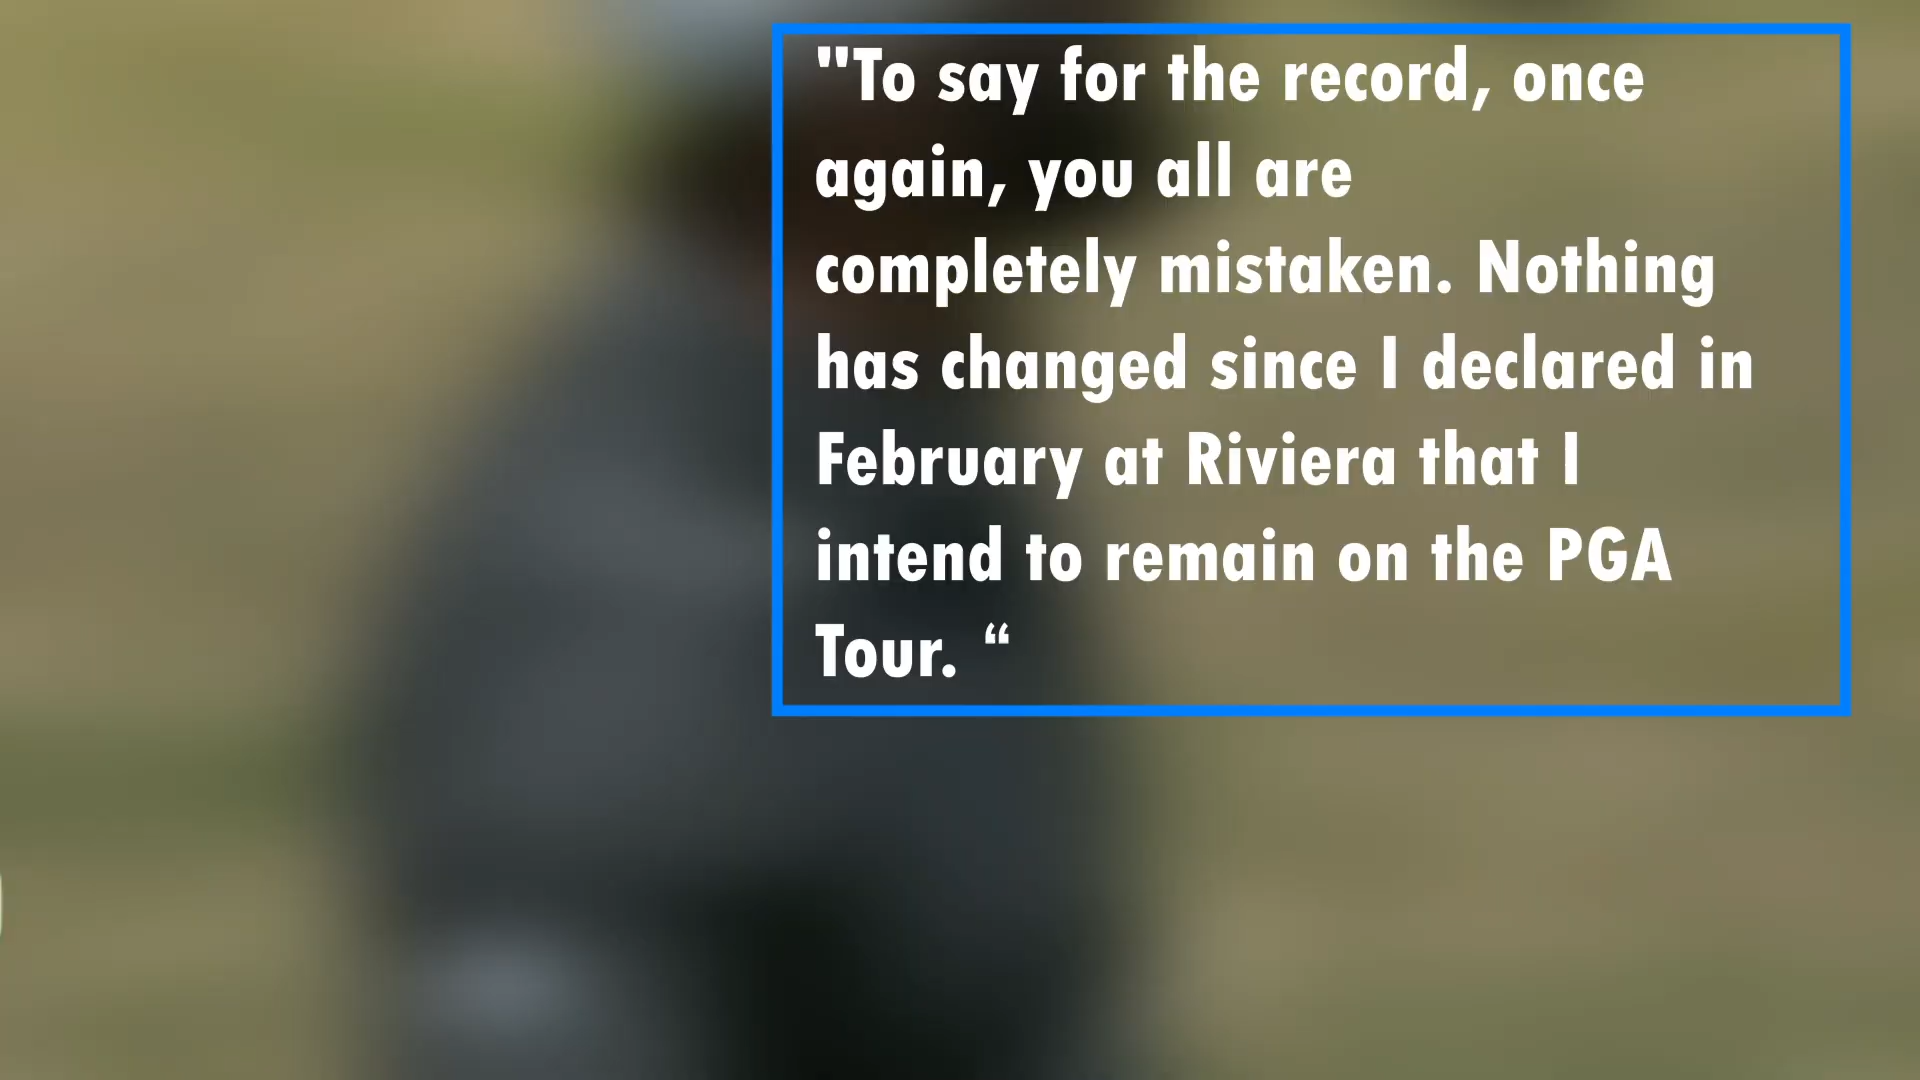 "To say for the record, once
again, you all are
completely mistaken. Nothing
has changed since I declared in
February at Riviera that I
intend to remain on the PGA
Tour. “